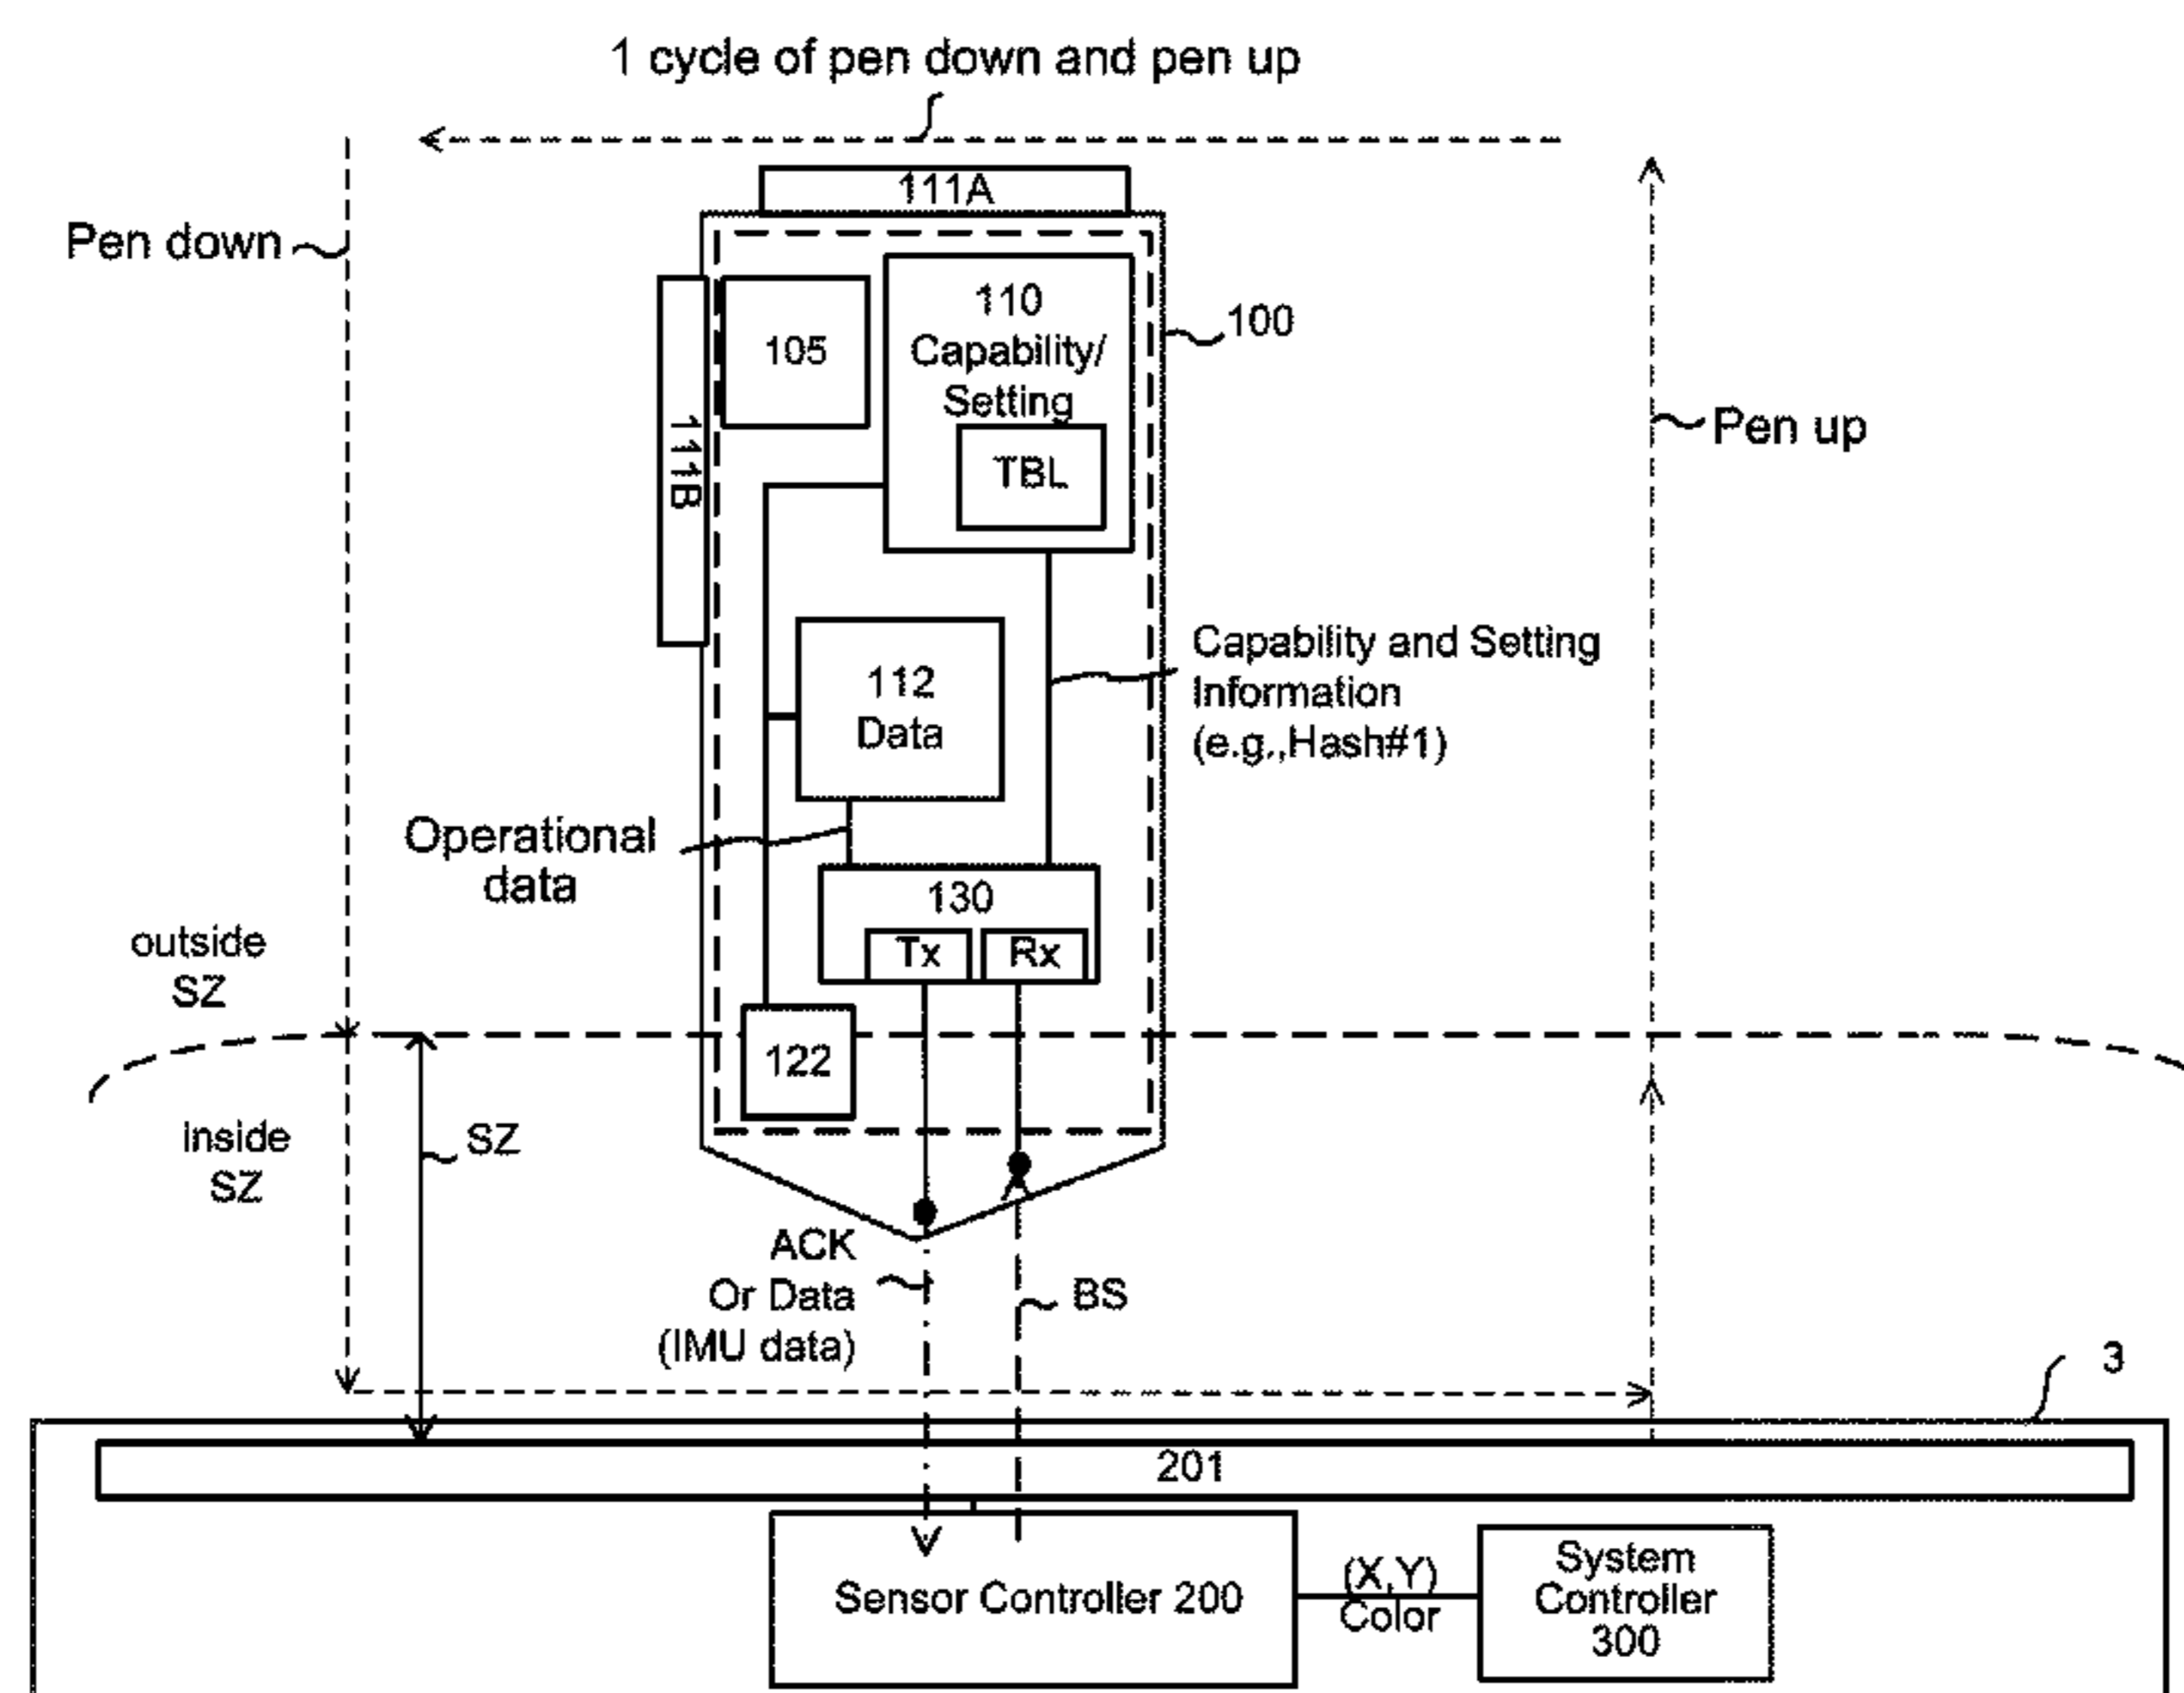 1 cycle of pen down and pen up
111A
Pen down
110
Capability/
Setting
TBL
105
100
111B
Pen up
112
Data
Capability and Setting
Information
(e.g.,Hash#1)
Operational
data
130
Tx
Rx
outside
SZ
122
inside
SZ
SZ
ACK
Or Data
(IMU data)
BS
3
201
Sensor Controller 200
(X,Y)
Color
System
Controller
300